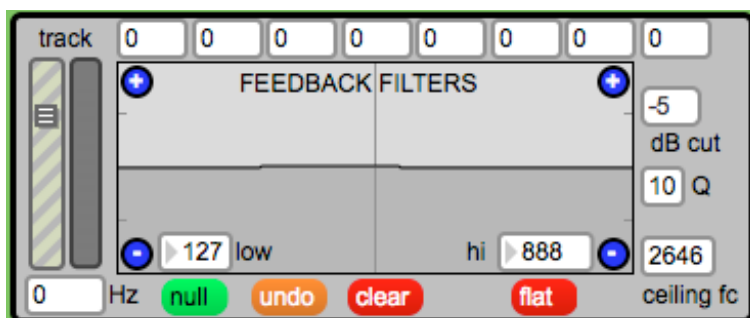 track 0 0 0 0 0 0 0 0
+ FEEDBACK FILTERS +
-5
dB cut
10 Q
- 127 low hi 888 - 2646
0 Hz null undo clear flat ceiling fc